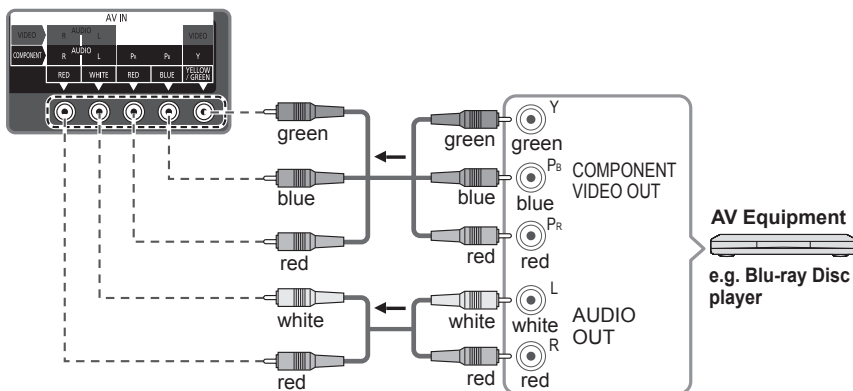 AV IN
VIDEO R AUDIO L VIDEO
COMPONENT R AUDIO L PR PB Y
RED WHITE RED BLUE YELLOW / GREEN
green green Y green
blue blue PB blue
COMPONENT VIDEO OUT
red red PR red
white white L white
AUDIO OUT
red red R red
AV Equipment
e.g. Blu-ray Disc
player